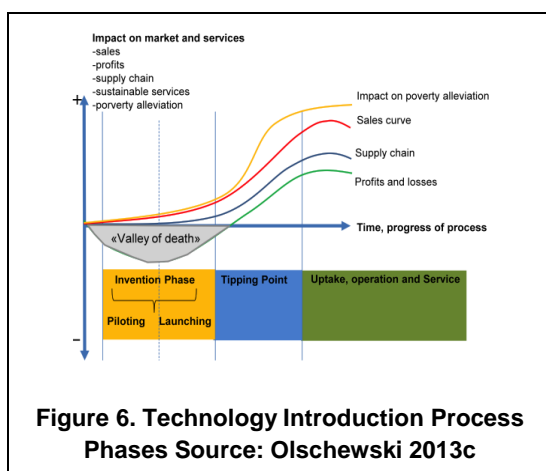 Impact on market and services
-sales
-profits
-supply chain
-sustainable services
-porverty alleviation
+
Impact on poverty alleviation
Sales curve
Supply chain
Profits and losses
Time, progress of process
«Valley of death»
Invention Phase
Piloting Launching
Tipping Point
Uptake, operation and Service
–
Figure 6. Technology Introduction Process
Phases Source: Olschewski 2013c